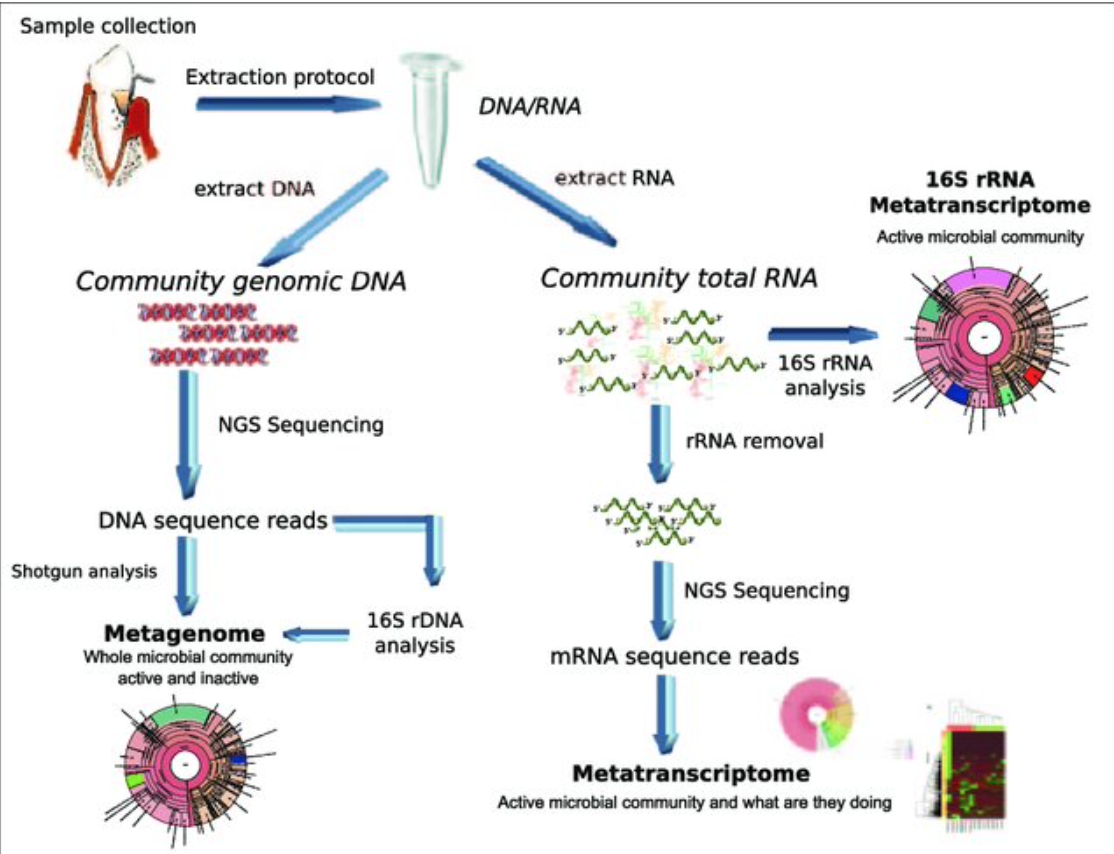 Sample collection
Extraction protocol
DNA/RNA
extract DNA
extract RNA
16S rRNA
Metatranscriptome
Active microbial community
Community genomic DNA
Community total RNA
16S rRNA
analysis
NGS Sequencing
rRNA removal
DNA sequence reads
Shotgun analysis
NGS Sequencing
16S rDNA
analysis
Metagenome
Whole microbial community
active and inactive
mRNA sequence reads
Metatranscriptome
Active microbial community and what are they doing